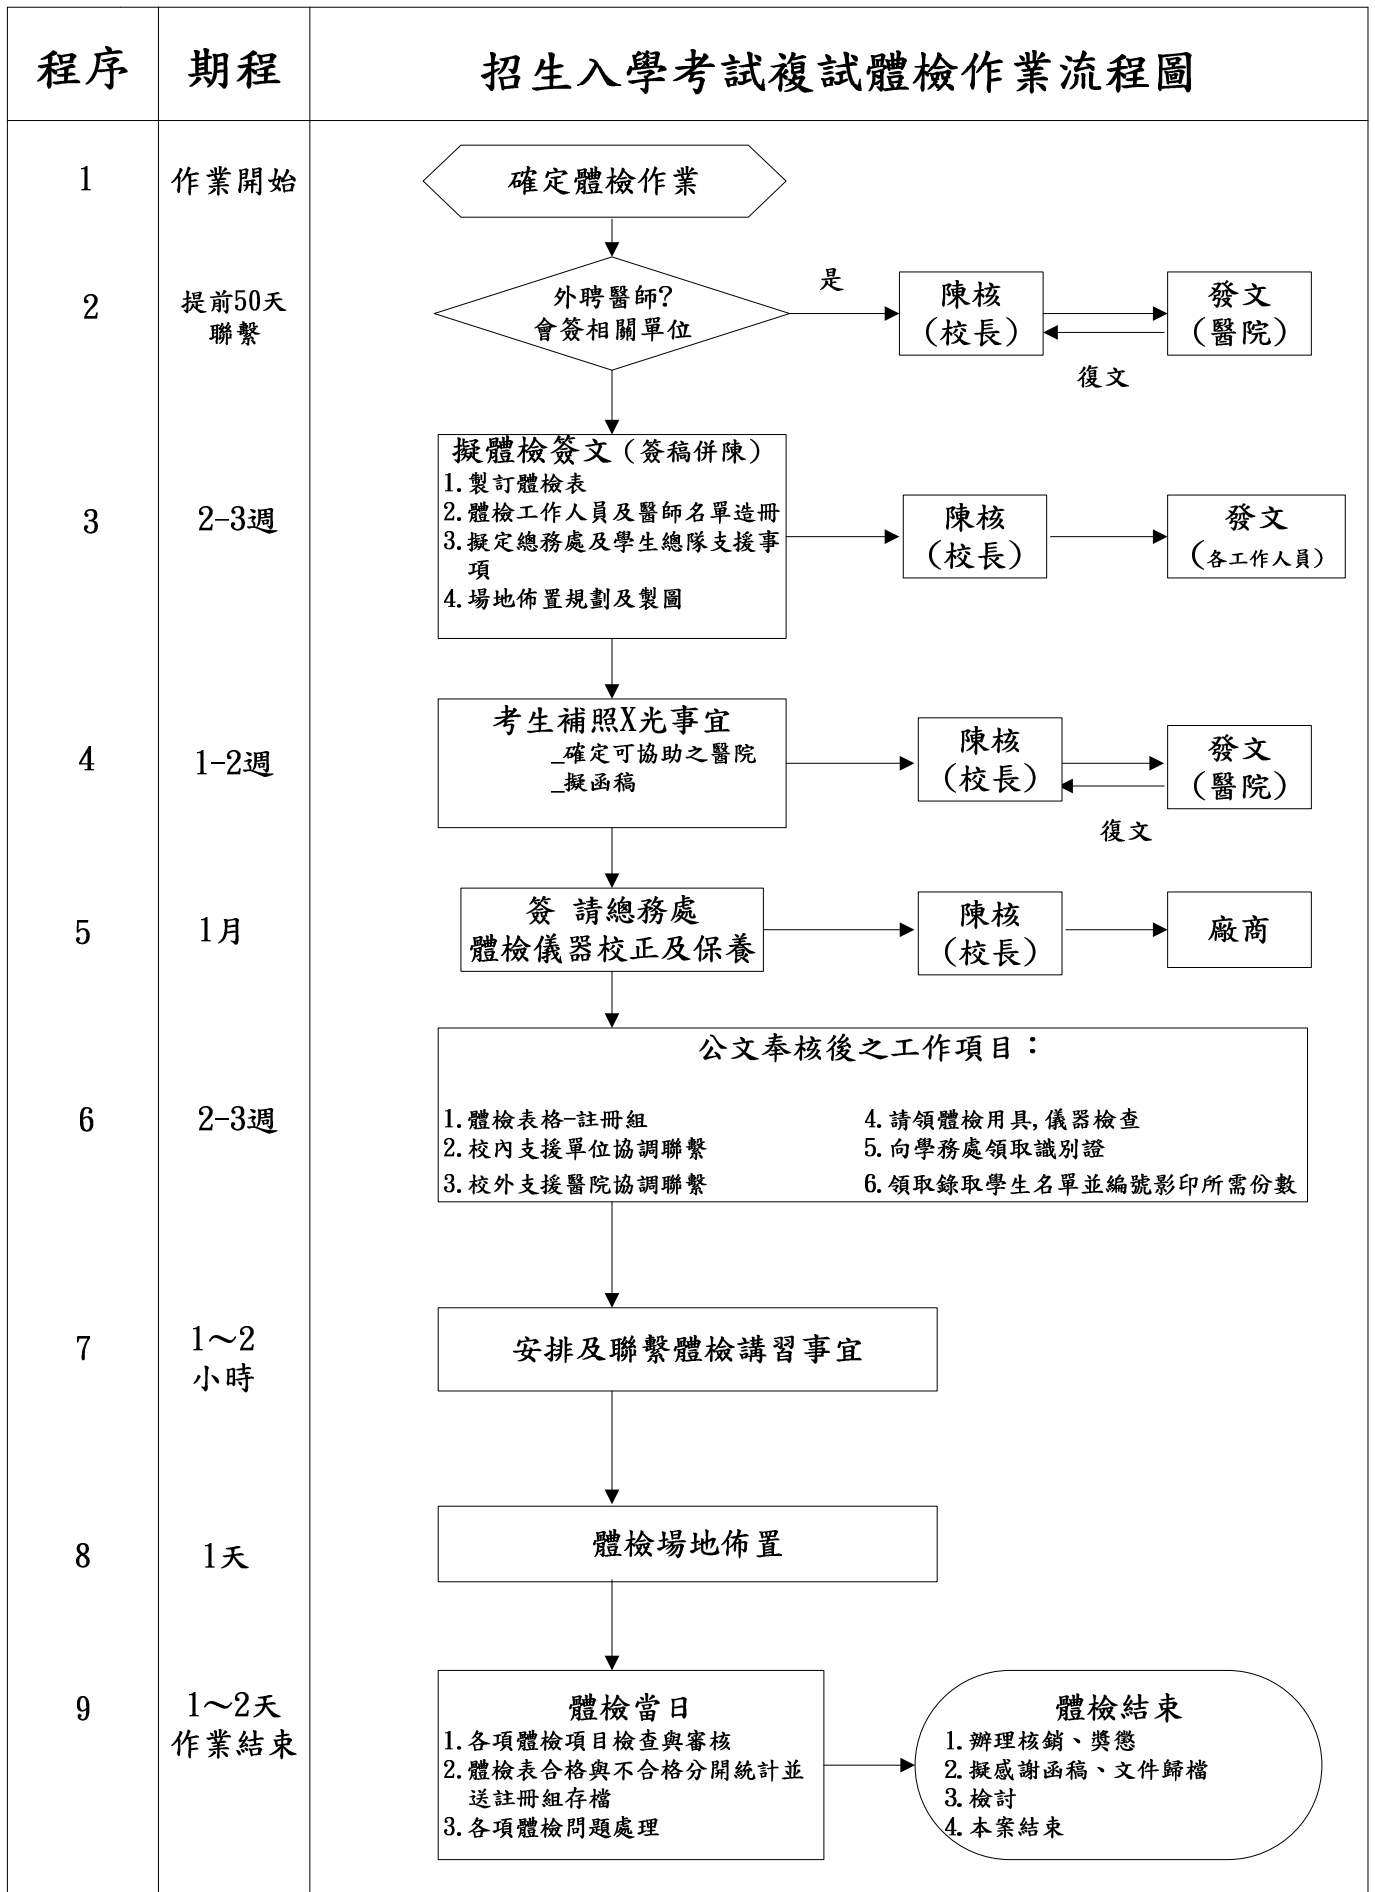 程序
期程
招生入學考試複試體檢作業流程圖
1
作業開始
確定體檢作業
2
提前50天
聯繫
外聘醫師?
會簽相關單位
是
陳核
(校長)
發文
(醫院)
復文
3
2-3週
擬體檢簽文(簽稿併陳)
1.製訂體檢表
2.體檢工作人員及醫師名單造冊
3.擬定總務處及學生總隊支援事
項
4.場地佈置規劃及製圖
陳核
(校長)
發文
(各工作人員)
4
1-2週
考生補照X光事宜
_確定可協助之醫院
_擬函稿
陳核
(校長)
發文
(醫院)
復文
5
1月
簽 請總務處
體檢儀器校正及保養
陳核
(校長)
廠商
6
2-3週
公文奉核後之工作項目：
1.體檢表格-註冊組
2.校內支援單位協調聯繫
3.校外支援醫院協調聯繫
4.請領體檢用具,儀器檢查
5.向學務處領取識別證
6.領取錄取學生名單並編號影印所需份數
7
1～2
小時
安排及聯繫體檢講習事宜
8
1天
體檢場地佈置
9
1～2天
作業結束
體檢當日
1.各項體檢項目檢查與審核
2.體檢表合格與不合格分開統計並
送註冊組存檔
3.各項體檢問題處理
體檢結束
1.辦理核銷、獎懲
2.擬感謝函稿、文件歸檔
3.檢討
4.本案結束